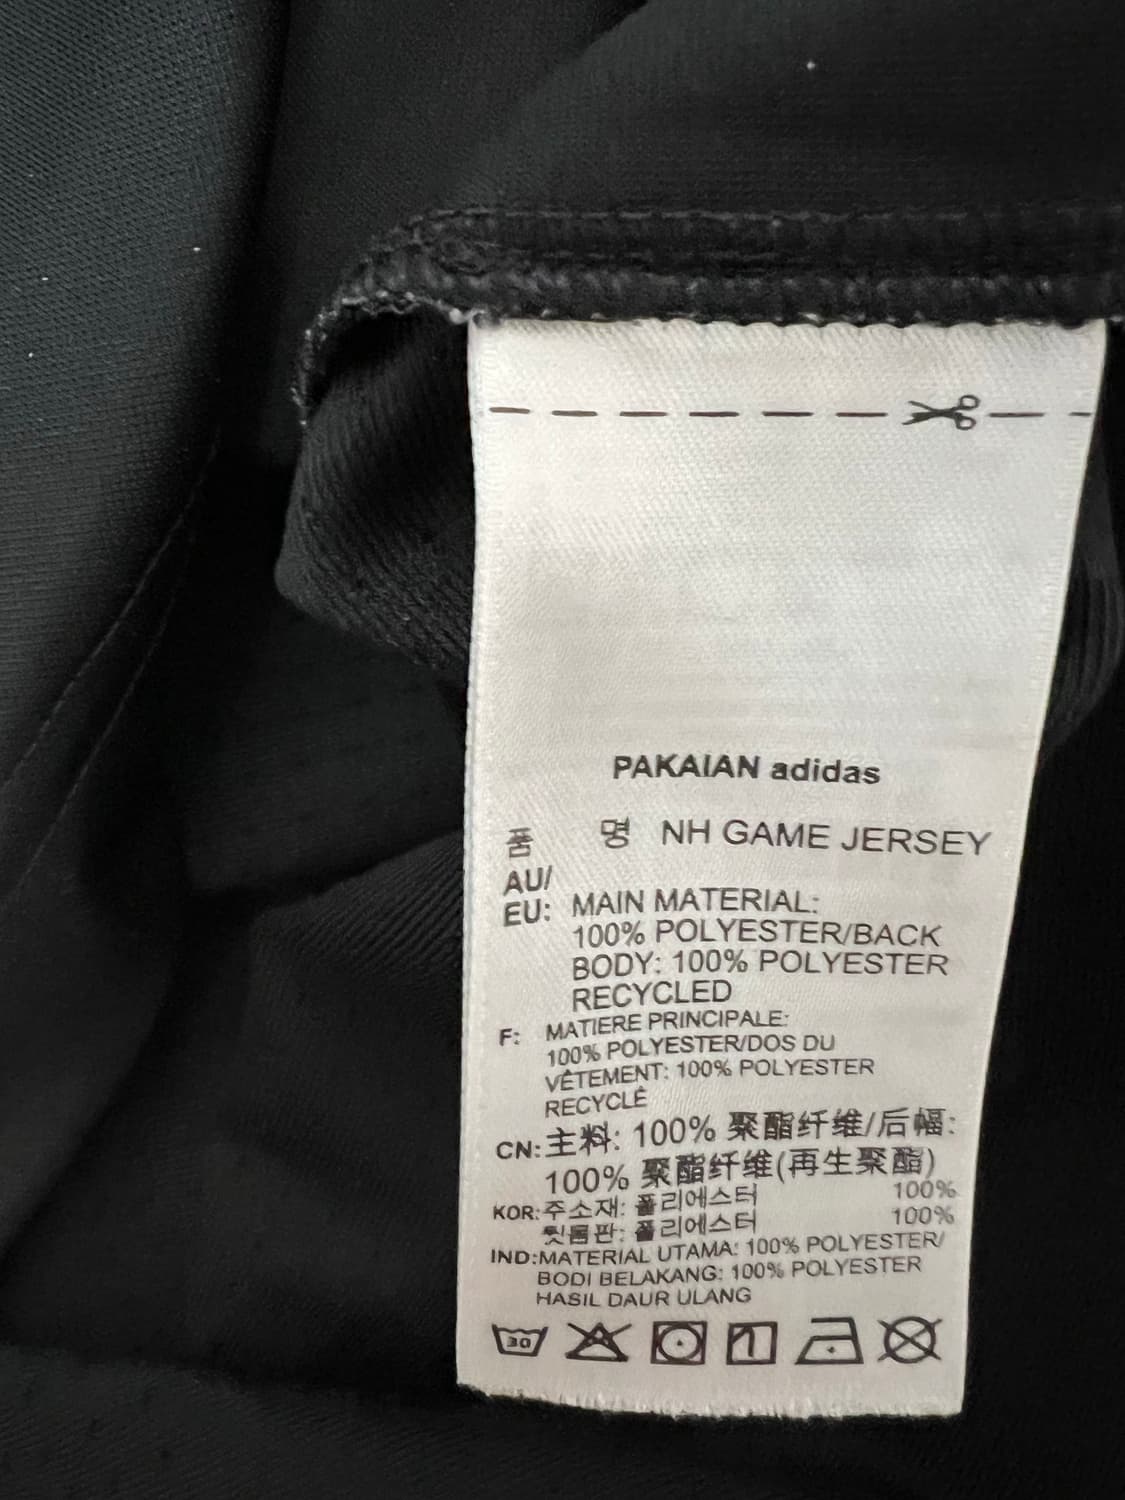 PAKAIAN adidas
품 명 NH GAME JERSEY
AU/
EU: MAIN MATERIAL:
100% POLYESTER/BACK
BODY: 100% POLYESTER
RECYCLED
F: MATIERE PRINCIPALE:
100% POLYESTER/DOS DU
VÊTEMENT: 100% POLYESTER
RECYCLÉ
CN: 主料: 100% 聚酯纤维/后幅:
100% 聚酯纤维(再生聚酯)
KOR: 주소재: 폴리에스터 100%
뒷몸판: 폴리에스터 100%
IND: MATERIAL UTAMA: 100% POLYESTER/
BODI BELAKANG: 100% POLYESTER
HASIL DAUR ULANG
30